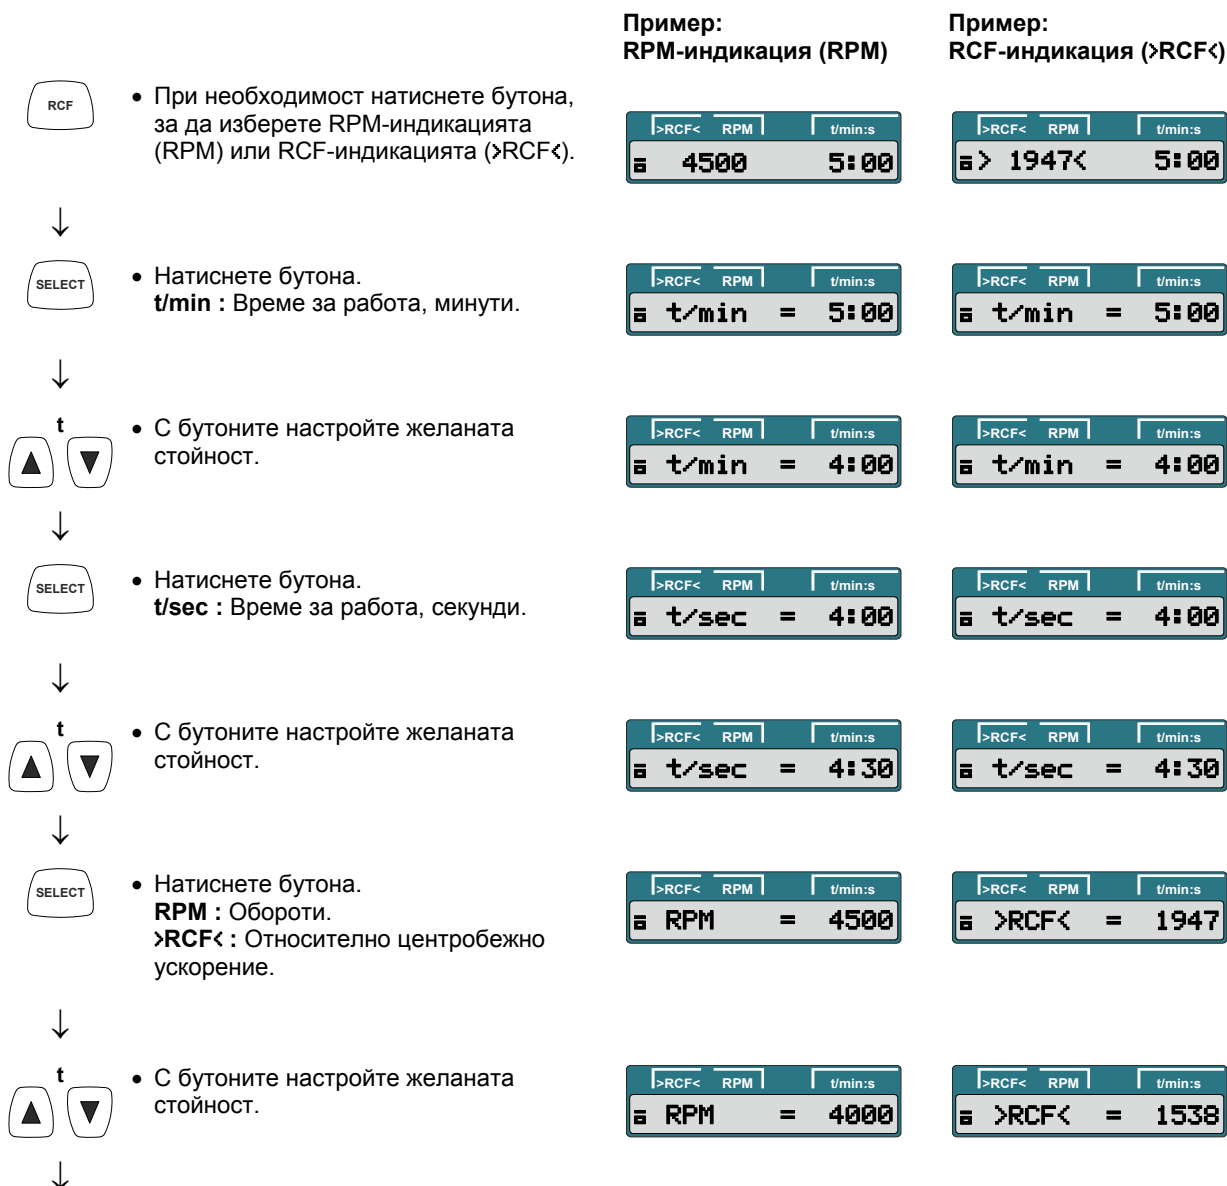 Пример: Пример:
RPM-индикация (RPM) RCF-индикация (>RCF<)
RCF • При необходимост натиснете бутона,
за да изберете RPM-индикацията
(RPM) или RCF-индикацията (>RCF<).
>RCF< RPM t/min:s >RCF< RPM t/min:s
4500 5:00 > 1947< 5:00
↓
SELECT • Натиснете бутона.
t/min : Време за работа, минути.
>RCF< RPM t/min:s >RCF< RPM t/min:s
t/min = 5:00 t/min = 5:00
↓
t • С бутоните настройте желаната
стойност.
>RCF< RPM t/min:s >RCF< RPM t/min:s
t/min = 4:00 t/min = 4:00
↓
SELECT • Натиснете бутона.
t/sec : Време за работа, секунди.
>RCF< RPM t/min:s >RCF< RPM t/min:s
t/sec = 4:00 t/sec = 4:00
↓
t • С бутоните настройте желаната
стойност.
>RCF< RPM t/min:s >RCF< RPM t/min:s
t/sec = 4:30 t/sec = 4:30
↓
SELECT • Натиснете бутона.
RPM : Обороти.
>RCF< : Относително центробежно
ускорение.
>RCF< RPM t/min:s >RCF< RPM t/min:s
RPM = 4500 >RCF< = 1947
↓
t • С бутоните настройте желаната
стойност.
>RCF< RPM t/min:s >RCF< RPM t/min:s
RPM = 4000 >RCF< = 1538
↓